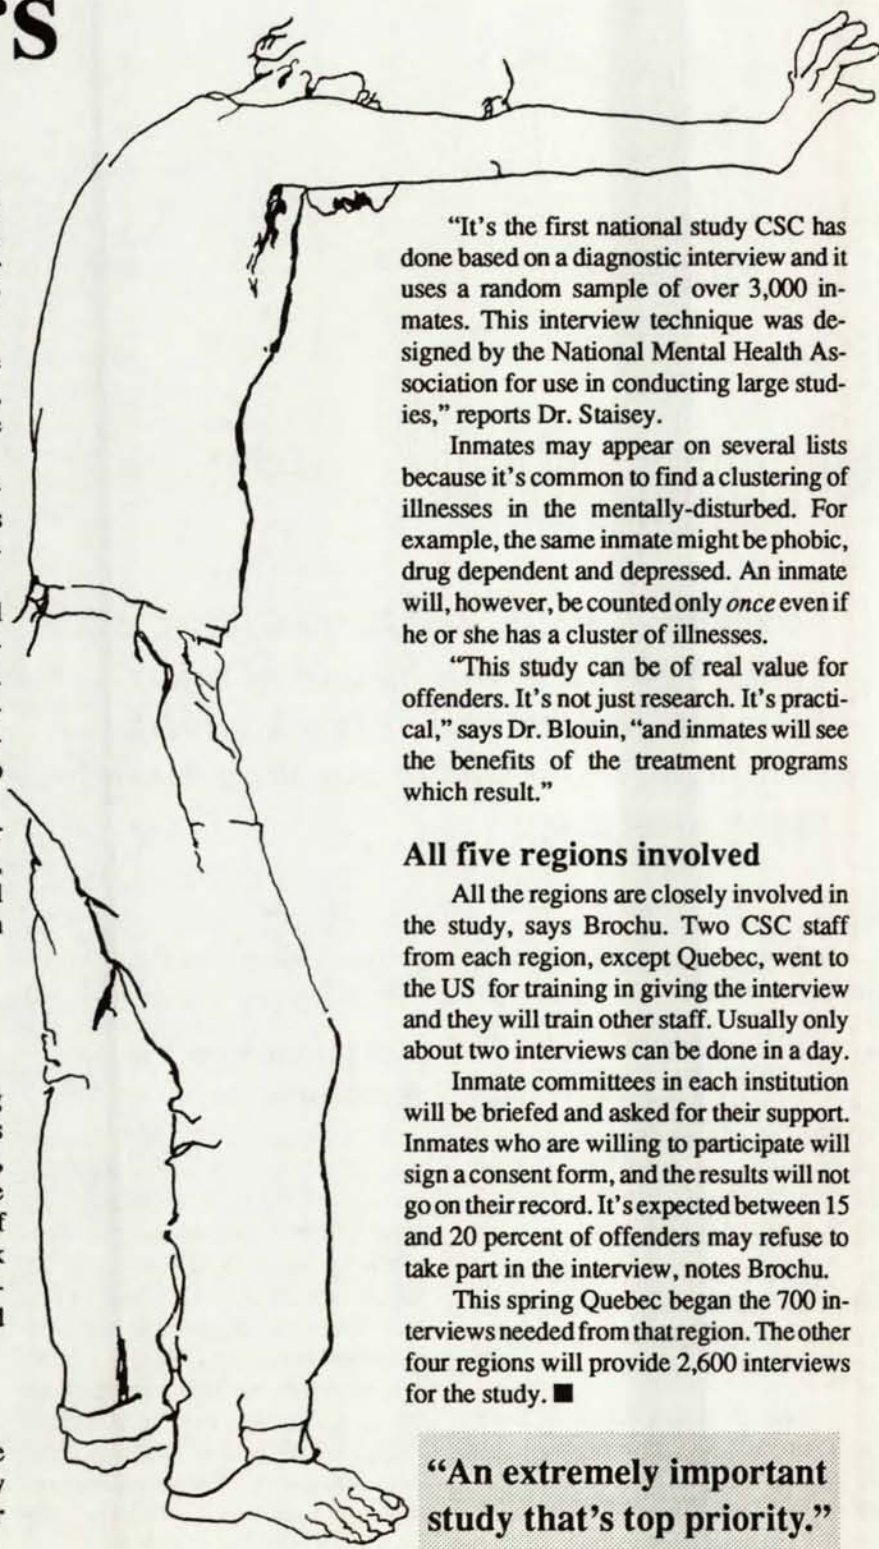 's
“It’s the first national study CSC has
done based on a diagnostic interview and it
uses a random sample of over 3,000 in-
mates. This interview technique was de-
signed by the National Mental Health As-
sociation for use in conducting large stud-
ies,” reports Dr. Staisey.
Inmates may appear on several lists
because it’s common to find a clustering of
illnesses in the mentally-disturbed. For
example, the same inmate might be phobic,
drug dependent and depressed. An inmate
will, however, be counted only once even if
he or she has a cluster of illnesses.
“This study can be of real value for
offenders. It’s not just research. It’s practi-
cal,” says Dr. Blouin, “and inmates will see
the benefits of the treatment programs
which result.”
All five regions involved
All the regions are closely involved in
the study, says Brochu. Two CSC staff
from each region, except Quebec, went to
the US for training in giving the interview
and they will train other staff. Usually only
about two interviews can be done in a day.
Inmate committees in each institution
will be briefed and asked for their support.
Inmates who are willing to participate will
sign a consent form, and the results will not
go on their record. It’s expected between 15
and 20 percent of offenders may refuse to
take part in the interview, notes Brochu.
This spring Quebec began the 700 in-
terviews needed from that region. The other
four regions will provide 2,600 interviews
for the study. ■
“An extremely important
study that’s top priority.”